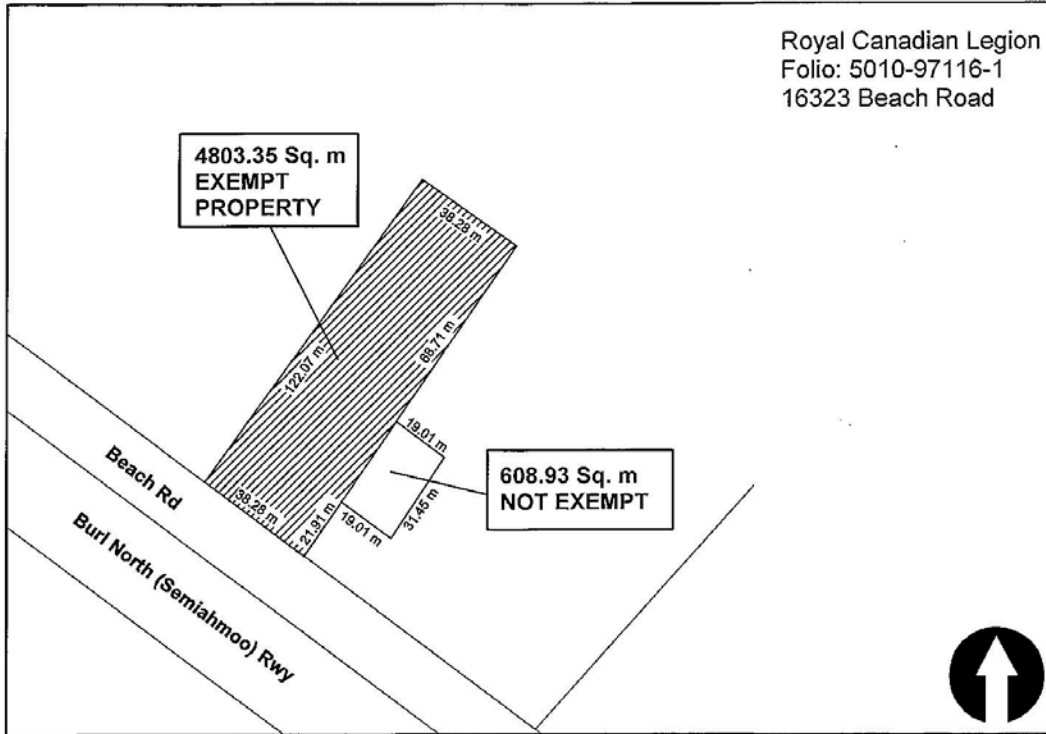 Royal Canadian Legion
Folio: 5010-97116-1
16323 Beach Road
4803.35 Sq. m
EXEMPT
PROPERTY
38.28 m
122.07 m
68.71 m
19.01 m
608.93 Sq. m
NOT EXEMPT
31.45 m
19.01 m
21.91 m
38.28 m
Beach Rd
Burl North (Semiahmoo) Rwy